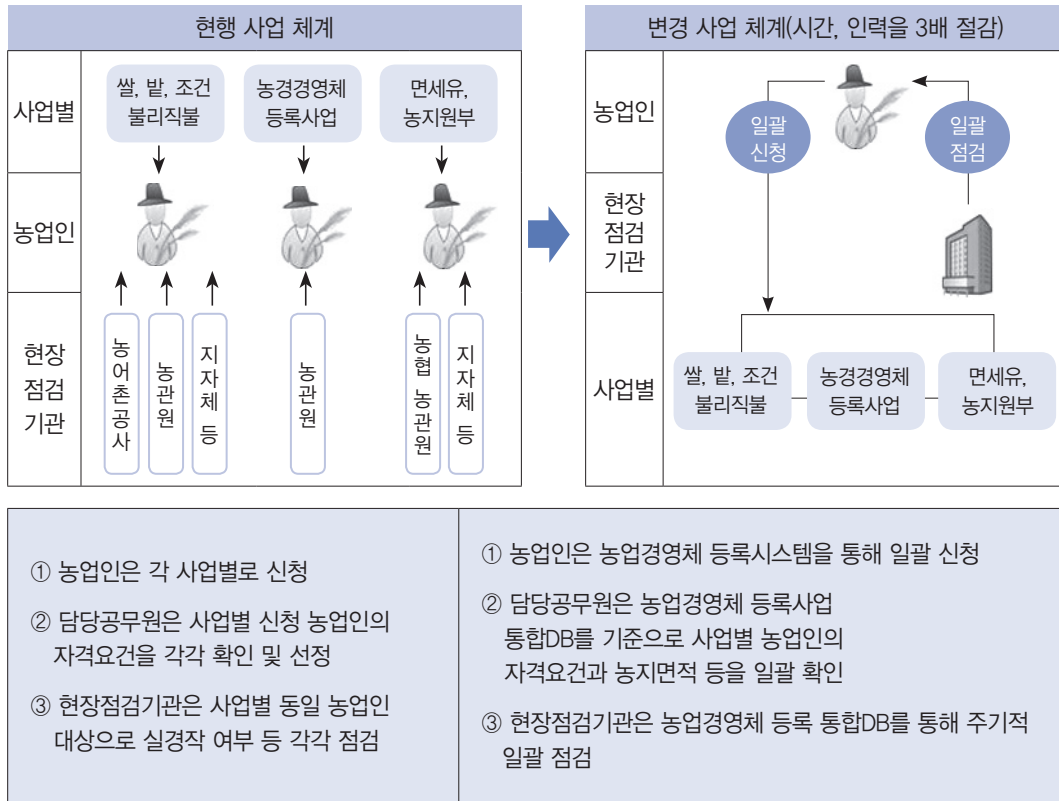 현행 사업 체계
사업별
쌀, 밭, 조건
불리직불
농경경영체
등록사업
면세유,
농지원부
농업인
현장
점검
기관
농어촌공사
농관원
지자체 등
농관원
농협 농관원
지자체 등
변경 사업 체계(시간, 인력을 3배 절감)
농업인
일괄
신청
일괄
점검
현장
점검
기관
사업별
쌀, 밭, 조건
불리직불
농경경영체
등록사업
면세유,
농지원부
① 농업인은 각 사업별로 신청
② 담당공무원은 사업별 신청 농업인의
자격요건을 각각 확인 및 선정
③ 현장점검기관은 사업별 동일 농업인
대상으로 실경작 여부 등 각각 점검
① 농업인은 농업경영체 등록시스템을 통해 일괄 신청
② 담당공무원은 농업경영체 등록사업
통합DB를 기준으로 사업별 농업인의
자격요건과 농지면적 등을 일괄 확인
③ 현장점검기관은 농업경영체 등록 통합DB를 통해 주기적
일괄 점검